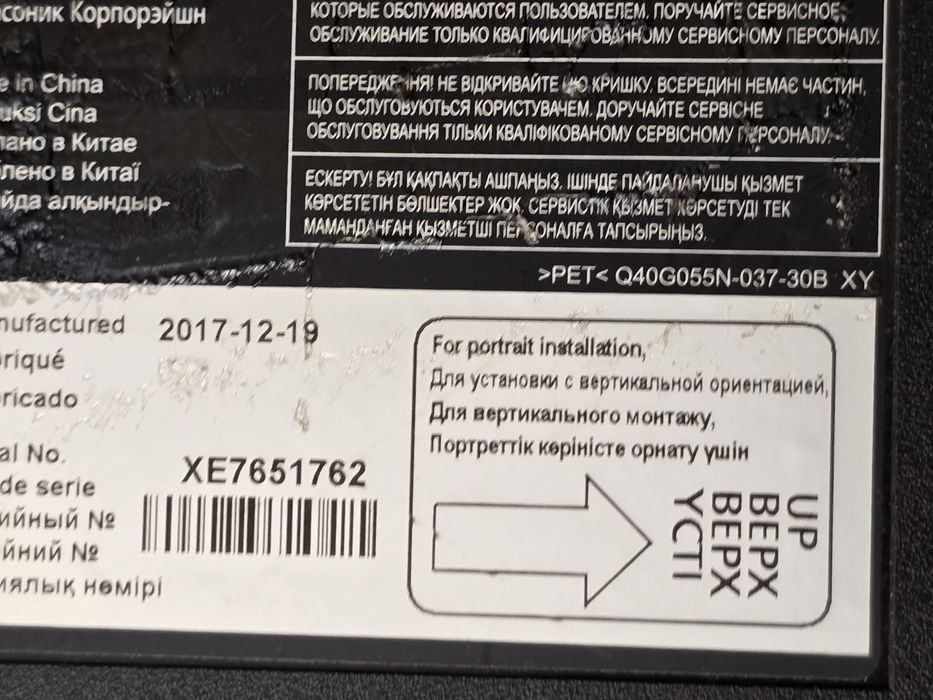 соник Корпорэйшн
e in China
uksi Cina
лано в Китае
лено в Китаї
йда алқындыр-
КОТОРЫЕ ОБСЛУЖИВАЮТСЯ ПОЛЬЗОВАТЕЛЕМ. ПОРУЧАЙТЕ СЕРВИСНОЕ
ОБСЛУЖИВАНИЕ ТОЛЬКО КВАЛИФИЦИРОВАННОМУ СЕРВИСНОМУ ПЕРСОНАЛУ.
ПОПЕРЕДЖЕННЯ! НЕ ВІДКРИВАЙТЕ ЦЮ КРИШКУ. ВСЕРЕДИНІ НЕМАЄ ЧАСТИН,
ЩО ОБСЛУГОВУЮТЬСЯ КОРИСТУВАЧЕМ. ДОРУЧАЙТЕ СЕРВІСНЕ
ОБСЛУГОВУВАННЯ ТІЛЬКИ КВАЛІФІКОВАНОМУ СЕРВІСНОМУ ПЕРСОНАЛУ.
ЕСКЕРТУ! БҰЛ ҚАҚПАҚТЫ АШПАҢЫЗ. ІШІНДЕ ПАЙДАЛАНУШЫ ҚЫЗМЕТ
КӨРСЕТЕТІН БӨЛШЕКТЕР ЖОҚ. СЕРВИСТІК ҚЫЗМЕТ КӨРСЕТУДІ ТЕК
МАМАНДАНҒАН ҚЫЗМЕТШІ ПЕРСОНАЛҒА ТАПСЫРЫҢЫЗ.
>PET< Q40G055N-037-30B XY
nufactured 2017-12-19
riqué
ricado
al No. XE7651762
de serie
ийный №
йний №
иялық нөмірі
For portrait installation,
Для установки с вертикальной ориентацией,
Для вертикального монтажу,
Портреттік көріністе орнату үшін
UP
ВЕРХ
ВЕРХ
ҮСТІ